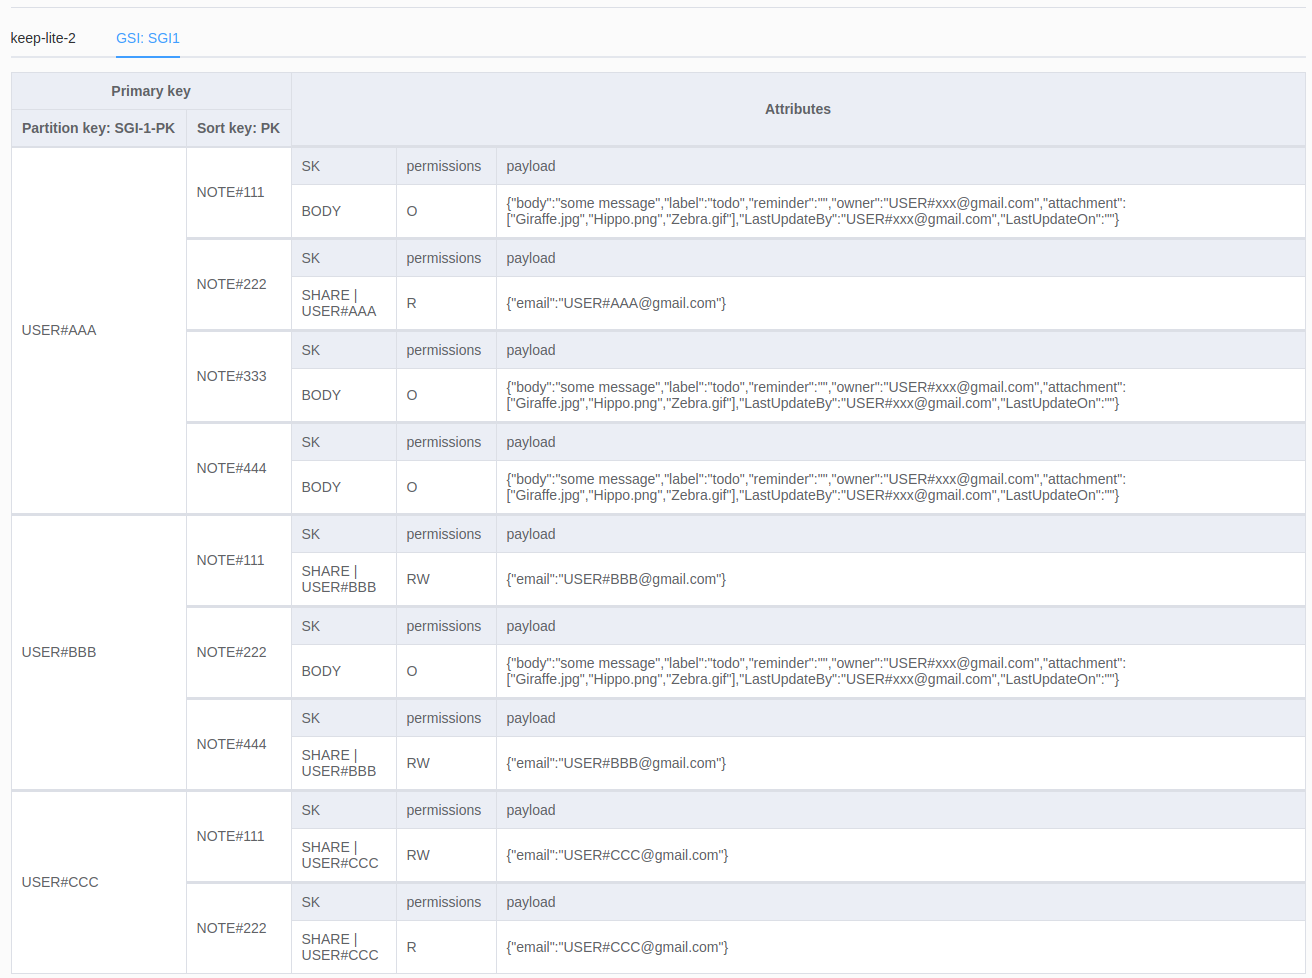 keep-lite-2 GSI: SGI1
Primary key Attributes
Partition key: SGI-1-PK Sort key: PK
USER#AAA
NOTE#111
SK permissions payload
BODY O {"body":"some message","label":"todo","reminder":"","owner":"USER#xxx@gmail.com","attachment":
["Giraffe.jpg","Hippo.png","Zebra.gif"],"LastUpdateBy":"USER#xxx@gmail.com","LastUpdateOn":""}
NOTE#222
SK permissions payload
SHARE |
USER#AAA
R {"email":"USER#AAA@gmail.com"}
NOTE#333
SK permissions payload
BODY O {"body":"some message","label":"todo","reminder":"","owner":"USER#xxx@gmail.com","attachment":
["Giraffe.jpg","Hippo.png","Zebra.gif"],"LastUpdateBy":"USER#xxx@gmail.com","LastUpdateOn":""}
NOTE#444
SK permissions payload
BODY O {"body":"some message","label":"todo","reminder":"","owner":"USER#xxx@gmail.com","attachment":
["Giraffe.jpg","Hippo.png","Zebra.gif"],"LastUpdateBy":"USER#xxx@gmail.com","LastUpdateOn":""}
USER#BBB
NOTE#111
SK permissions payload
SHARE |
USER#BBB
RW {"email":"USER#BBB@gmail.com"}
NOTE#222
SK permissions payload
BODY O {"body":"some message","label":"todo","reminder":"","owner":"USER#xxx@gmail.com","attachment":
["Giraffe.jpg","Hippo.png","Zebra.gif"],"LastUpdateBy":"USER#xxx@gmail.com","LastUpdateOn":""}
NOTE#444
SK permissions payload
SHARE |
USER#BBB
RW {"email":"USER#BBB@gmail.com"}
USER#CCC
NOTE#111
SK permissions payload
SHARE |
USER#CCC
RW {"email":"USER#CCC@gmail.com"}
NOTE#222
SK permissions payload
SHARE |
USER#CCC
R {"email":"USER#CCC@gmail.com"}